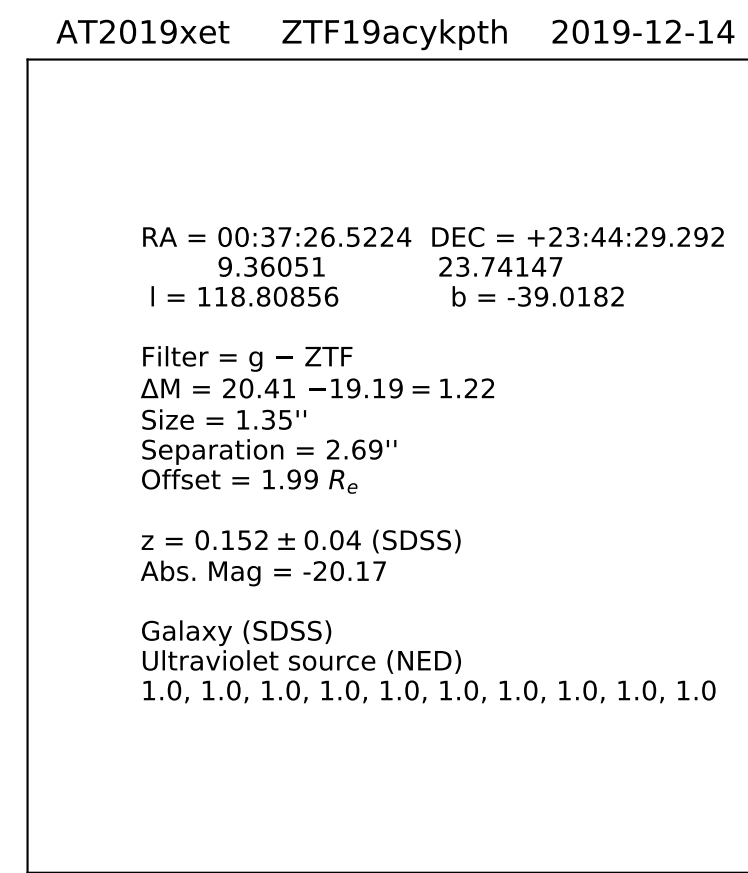 AT2019xet ZTF19acykpth 2019-12-14
RA = 00:37:26.5224 DEC = +23:44:29.292
9.36051 23.74147
l = 118.80856 b = -39.0182
Filter = g − ZTF
ΔM = 20.41 −19.19 = 1.22
Size = 1.35''
Separation = 2.69''
Offset = 1.99 Rₑ
z = 0.152 ± 0.04 (SDSS)
Abs. Mag = -20.17
Galaxy (SDSS)
Ultraviolet source (NED)
1.0, 1.0, 1.0, 1.0, 1.0, 1.0, 1.0, 1.0, 1.0, 1.0